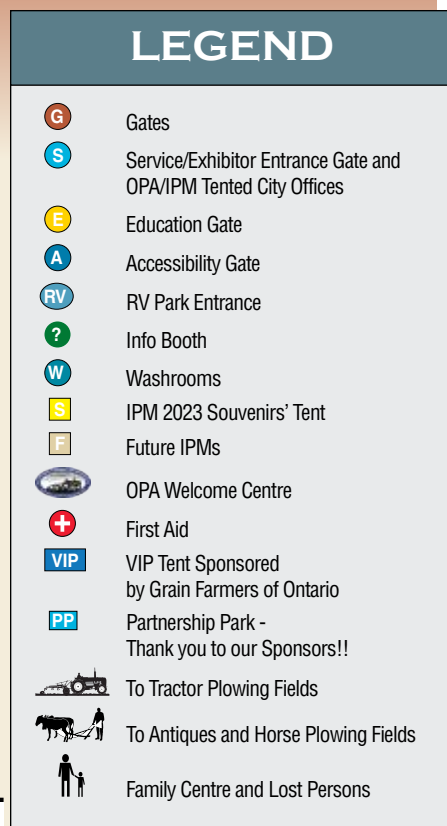 LEGEND
G Gates
S Service/Exhibitor Entrance Gate and
OPA/IPM Tented City Offices
E Education Gate
A Accessibility Gate
RV RV Park Entrance
? Info Booth
W Washrooms
S IPM 2023 Souvenirs' Tent
F Future IPMs
OPA Welcome Centre
First Aid
VIP VIP Tent Sponsored
by Grain Farmers of Ontario
PP Partnership Park -
Thank you to our Sponsors!!
To Tractor Plowing Fields
To Antiques and Horse Plowing Fields
Family Centre and Lost Persons